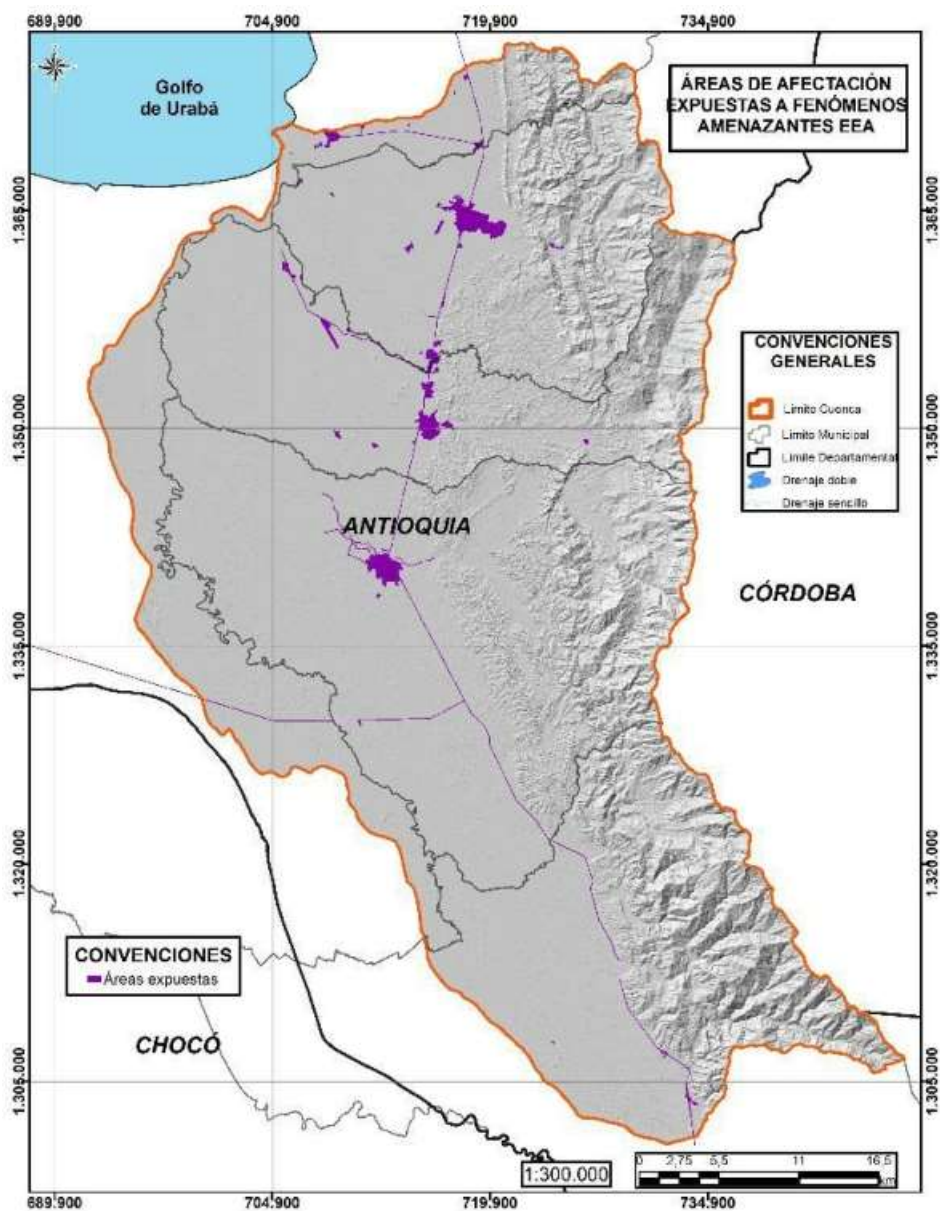 689,900 704,900 719,900 734,900
Golfo
de Urabá
ÁREAS DE AFECTACIÓN
EXPUESTAS A FENÓMENOS
AMENAZANTES EEA
1.365.000 1.365.000
CONVENCIONES
GENERALES
Limite Cuenca
Limite Municipal
Limite Departamental
Drenaje doble
Drenaje sencillo
1.350.000 1.350.000
ANTIOQUIA
CÓRDOBA
1.335.000 1.335.000
1.320.000 1.320.000
CONVENCIONES
Áreas expuestas
CHOCÓ
1.305.000 1.305.000
1:300.000
0 2,75 5,5 11 16,5
km
689,900 704,900 719,900 734,900